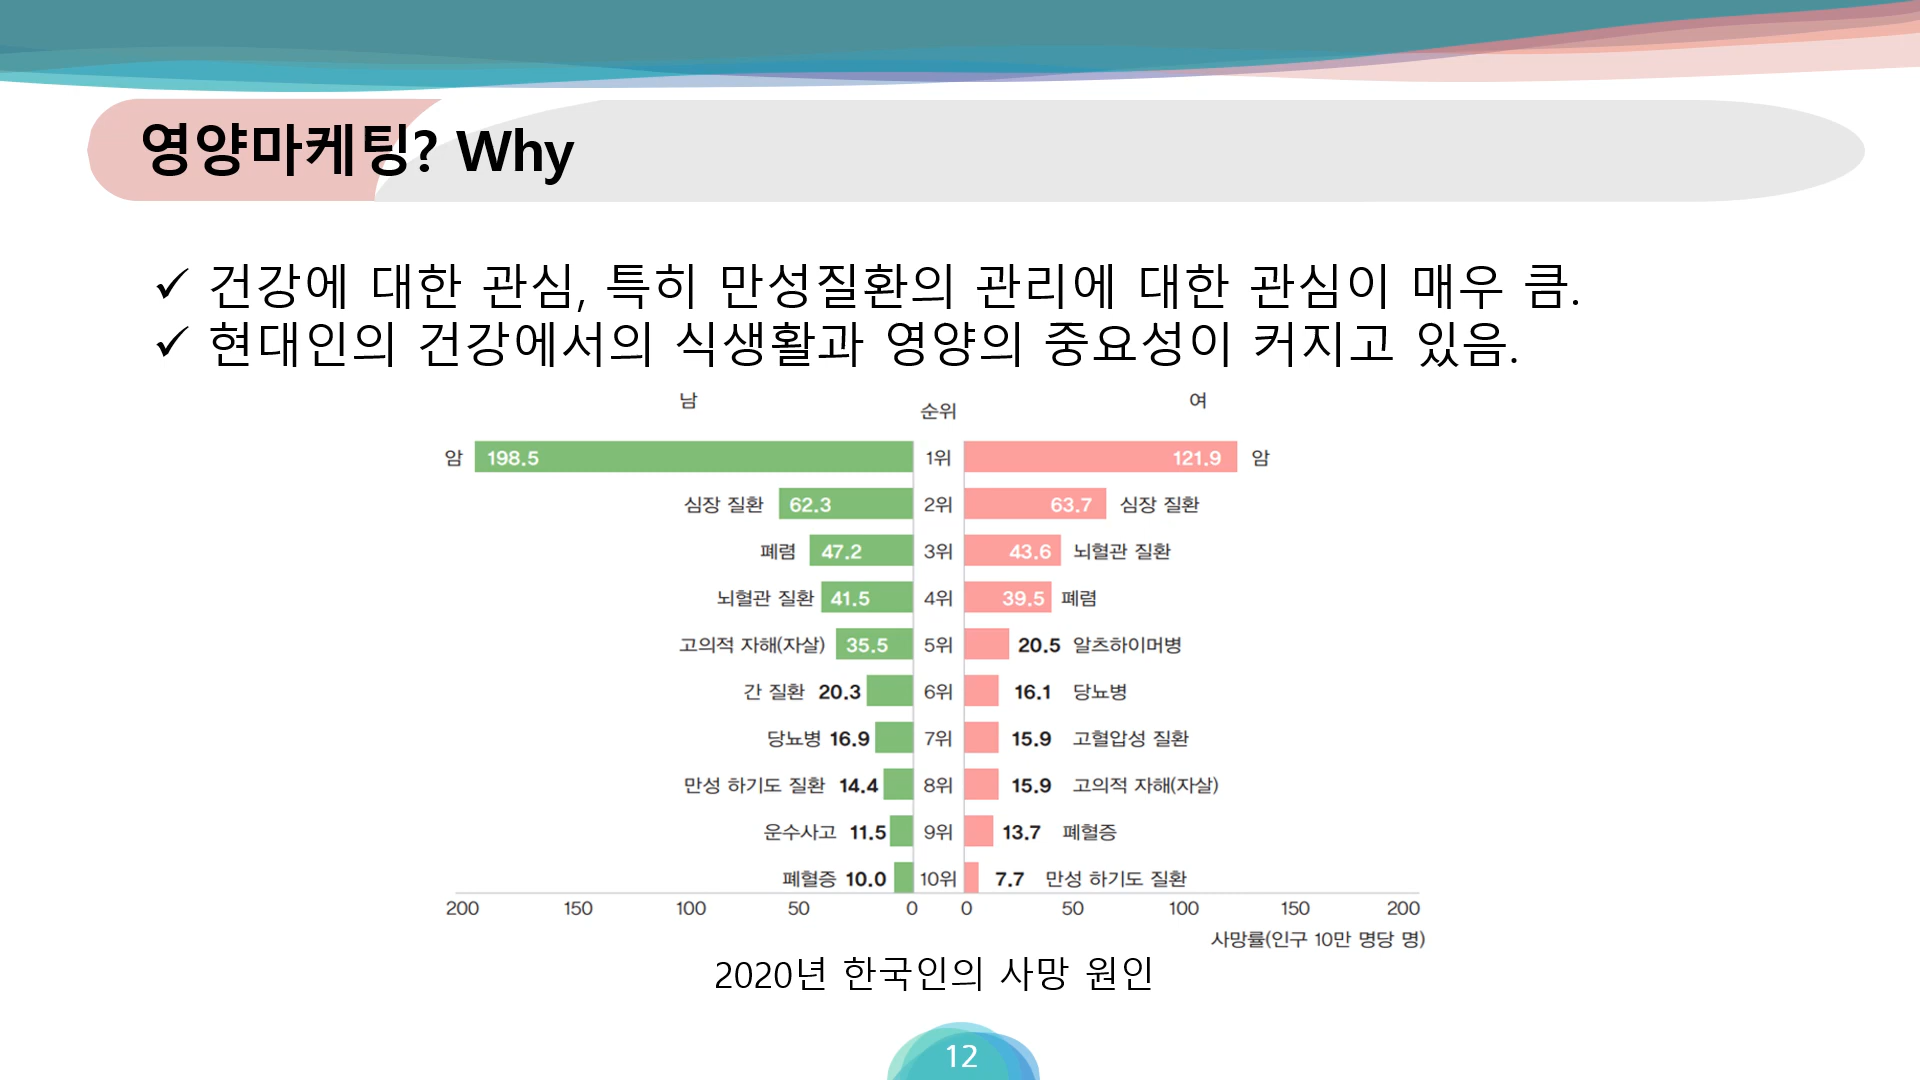 영양마케팅? Why
✓ 건강에 대한 관심, 특히 만성질환의 관리에 대한 관심이 매우 큼.
✓ 현대인의 건강에서의 식생활과 영양의 중요성이 커지고 있음.
남 순위 여
암 198.5 1위 121.9 암
심장 질환 62.3 2위 63.7 심장 질환
폐렴 47.2 3위 43.6 뇌혈관 질환
뇌혈관 질환 41.5 4위 39.5 폐렴
고의적 자해(자살) 35.5 5위 20.5 알츠하이머병
간 질환 20.3 6위 16.1 당뇨병
당뇨병 16.9 7위 15.9 고혈압성 질환
만성 하기도 질환 14.4 8위 15.9 고의적 자해(자살)
운수사고 11.5 9위 13.7 폐혈증
폐혈증 10.0 10위 7.7 만성 하기도 질환
200 150 100 50 0 0 50 100 150 200
사망률(인구 10만 명당 명)
2020년 한국인의 사망 원인
12